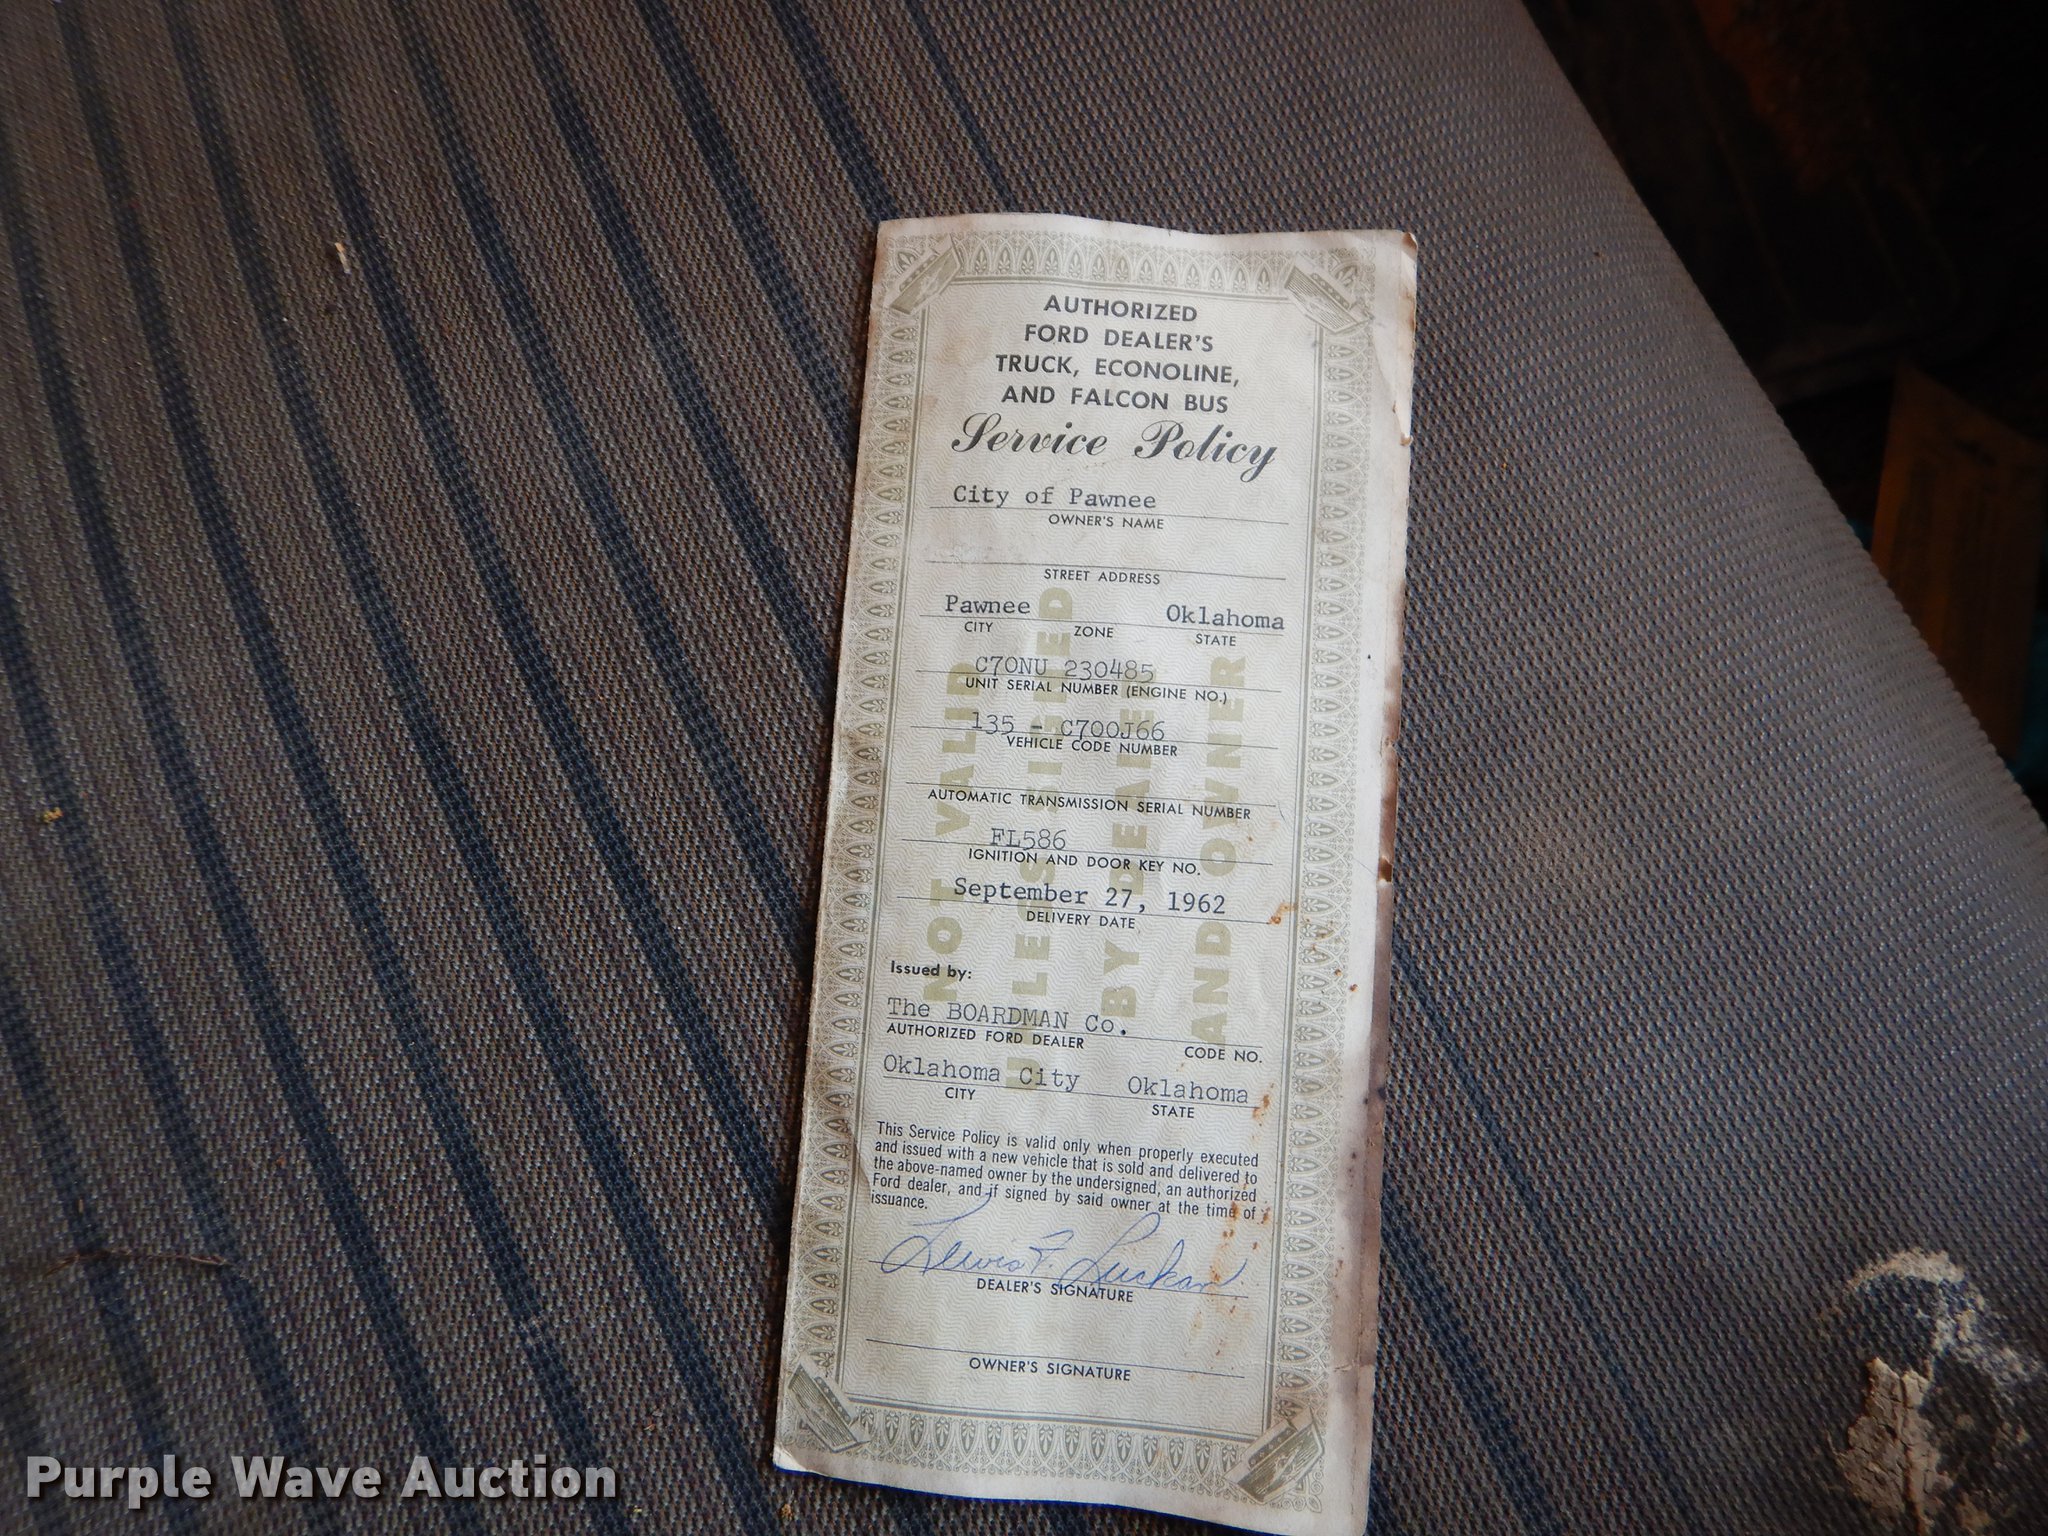 AUTHORIZED
FORD DEALER'S
TRUCK, ECONOLINE,
AND FALCON BUS
Service Policy
City of Pawnee
OWNER'S NAME
STREET ADDRESS
Pawnee Oklahoma
CITY ZONE STATE
C70NU 230485
UNIT SERIAL NUMBER (ENGINE NO.)
135 - C700J66
VEHICLE CODE NUMBER
AUTOMATIC TRANSMISSION SERIAL NUMBER
FL586
IGNITION AND DOOR KEY NO.
September 27, 1962
DELIVERY DATE
Issued by:
The BOARDMAN Co.
AUTHORIZED FORD DEALER CODE NO.
Oklahoma City Oklahoma
CITY STATE
This Service Policy is valid only when properly executed
and issued with a new vehicle that is sold and delivered to
the above-named owner by the undersigned, an authorized
Ford dealer, and if signed by said owner at the time of
issuance.
Lewis F. Luckan
DEALER'S SIGNATURE
OWNER'S SIGNATURE
NOT VALID
UNLESS SIGNED
BY DEALER
AND OWNER
Purple Wave Auction